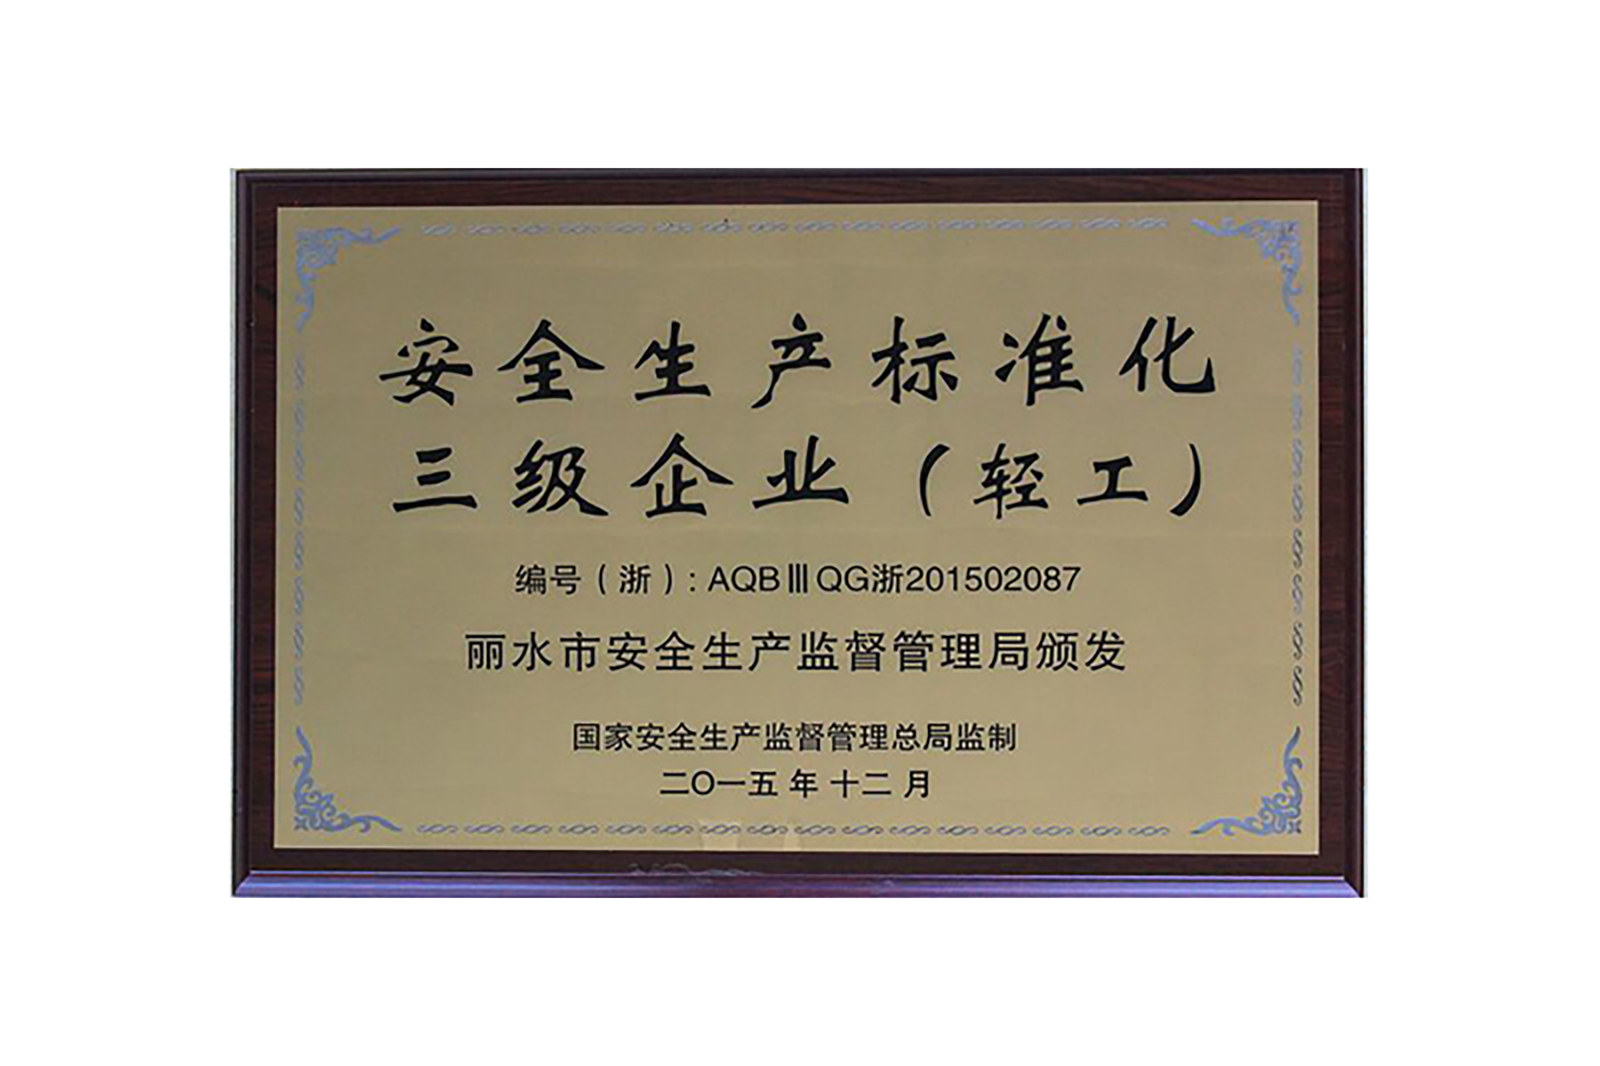 安全生产标准化
三级企业（轻工）
编号（浙）: AQBⅢQG浙201502087
丽水市安全生产监督管理局颁发
国家安全生产监督管理总局监制
二〇一五年十二月